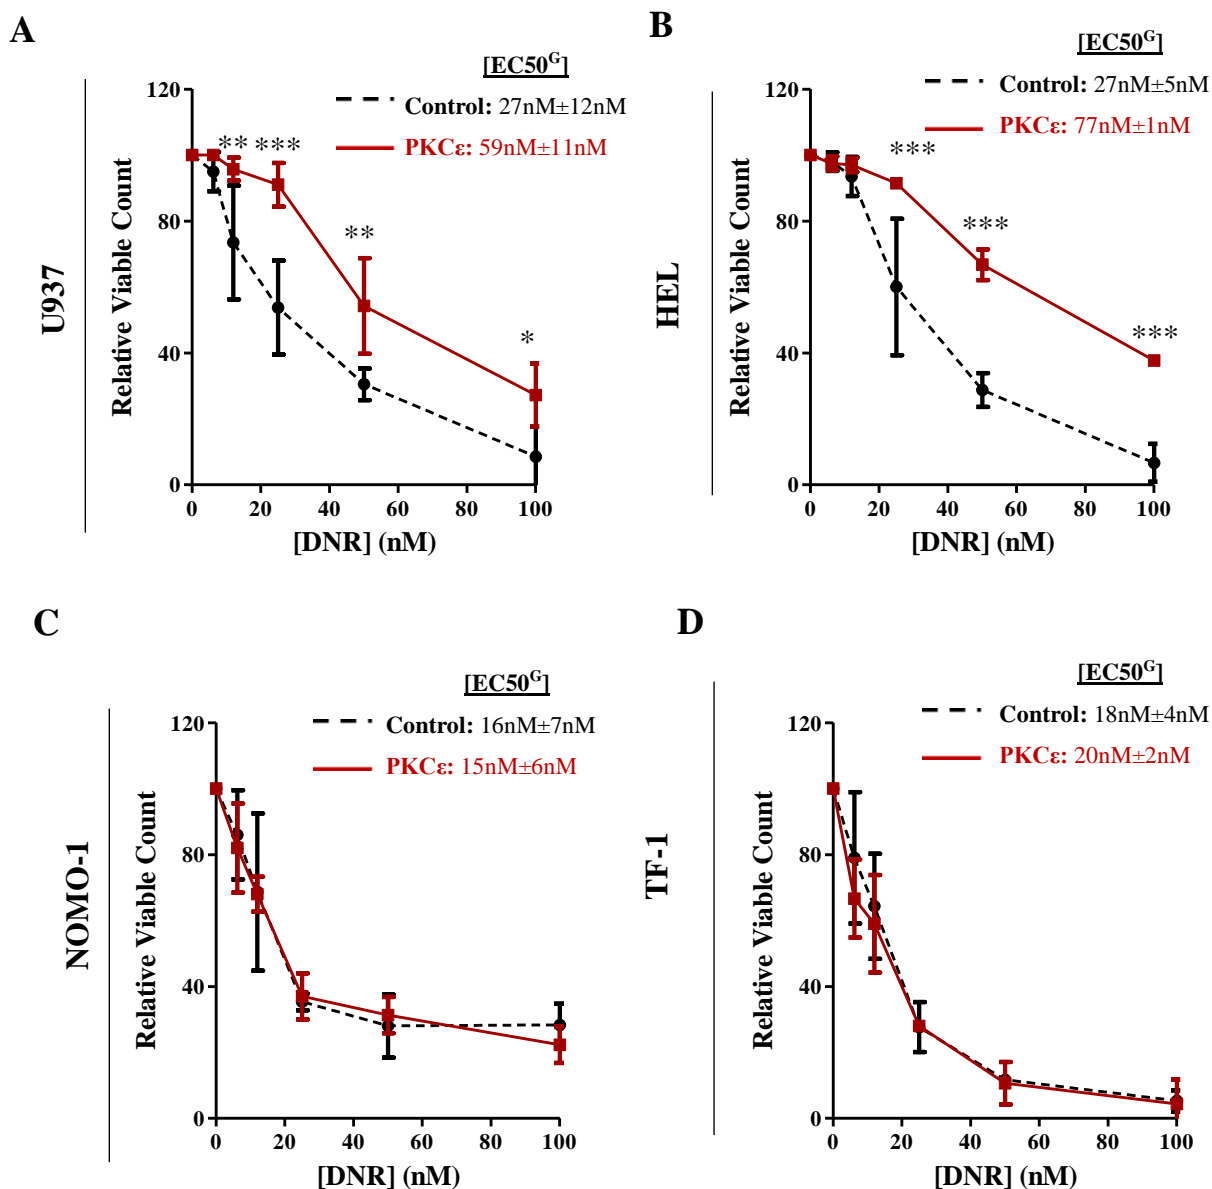 A
[EC50ᴳ]
Control: 27nM±12nM
PKCε: 59nM±11nM
U937
Relative Viable Count
120
80
40
0
** *** ** *
0 20 40 60 80 100
[DNR] (nM)
B
[EC50ᴳ]
Control: 27nM±5nM
PKCε: 77nM±1nM
HEL
Relative Viable Count
120
80
40
0
*** *** ***
0 20 40 60 80 100
[DNR] (nM)
C
[EC50ᴳ]
Control: 16nM±7nM
PKCε: 15nM±6nM
NOMO-1
Relative Viable Count
120
80
40
0
0 20 40 60 80 100
[DNR] (nM)
D
[EC50ᴳ]
Control: 18nM±4nM
PKCε: 20nM±2nM
TF-1
Relative Viable Count
120
80
40
0
0 20 40 60 80 100
[DNR] (nM)